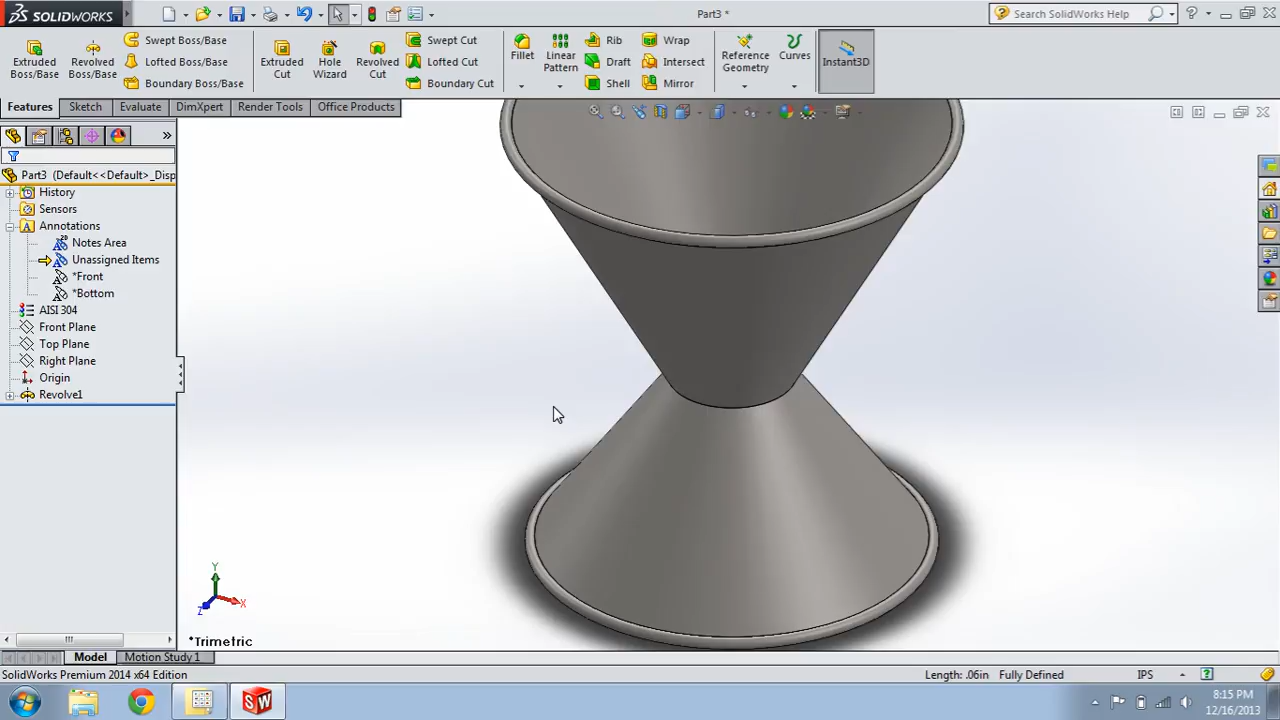 SOLIDWORKS
Part3 *
Search SolidWorks Help
Extruded Boss/Base
Boss/Base
Swept Boss/Base
Lofted Boss/Base
Boundary Boss/Base
Extruded Cut
Hole Wizard
Revolved Cut
Swept Cut
Lofted Cut
Boundary Cut
Fillet
Linear Pattern
Rib
Draft
Shell
Wrap
Intersect
Mirror
Reference Geometry
Curves
Instant3D
Features
Sketch
Evaluate
DimXpert
Render Tools
Office Products
»
Part3 (Default<<Default>_Disp
History
Sensors
Annotations
Notes Area
Unassigned Items
*Front
*Bottom
AISI 304
Front Plane
Top Plane
Right Plane
Origin
Revolve1
Y
X
Z
*Trimetric
Model
Motion Study 1
SolidWorks Premium 2014 x64 Edition
Length: .06in
Fully Defined
IPS
SW
8:15 PM
12/16/2013